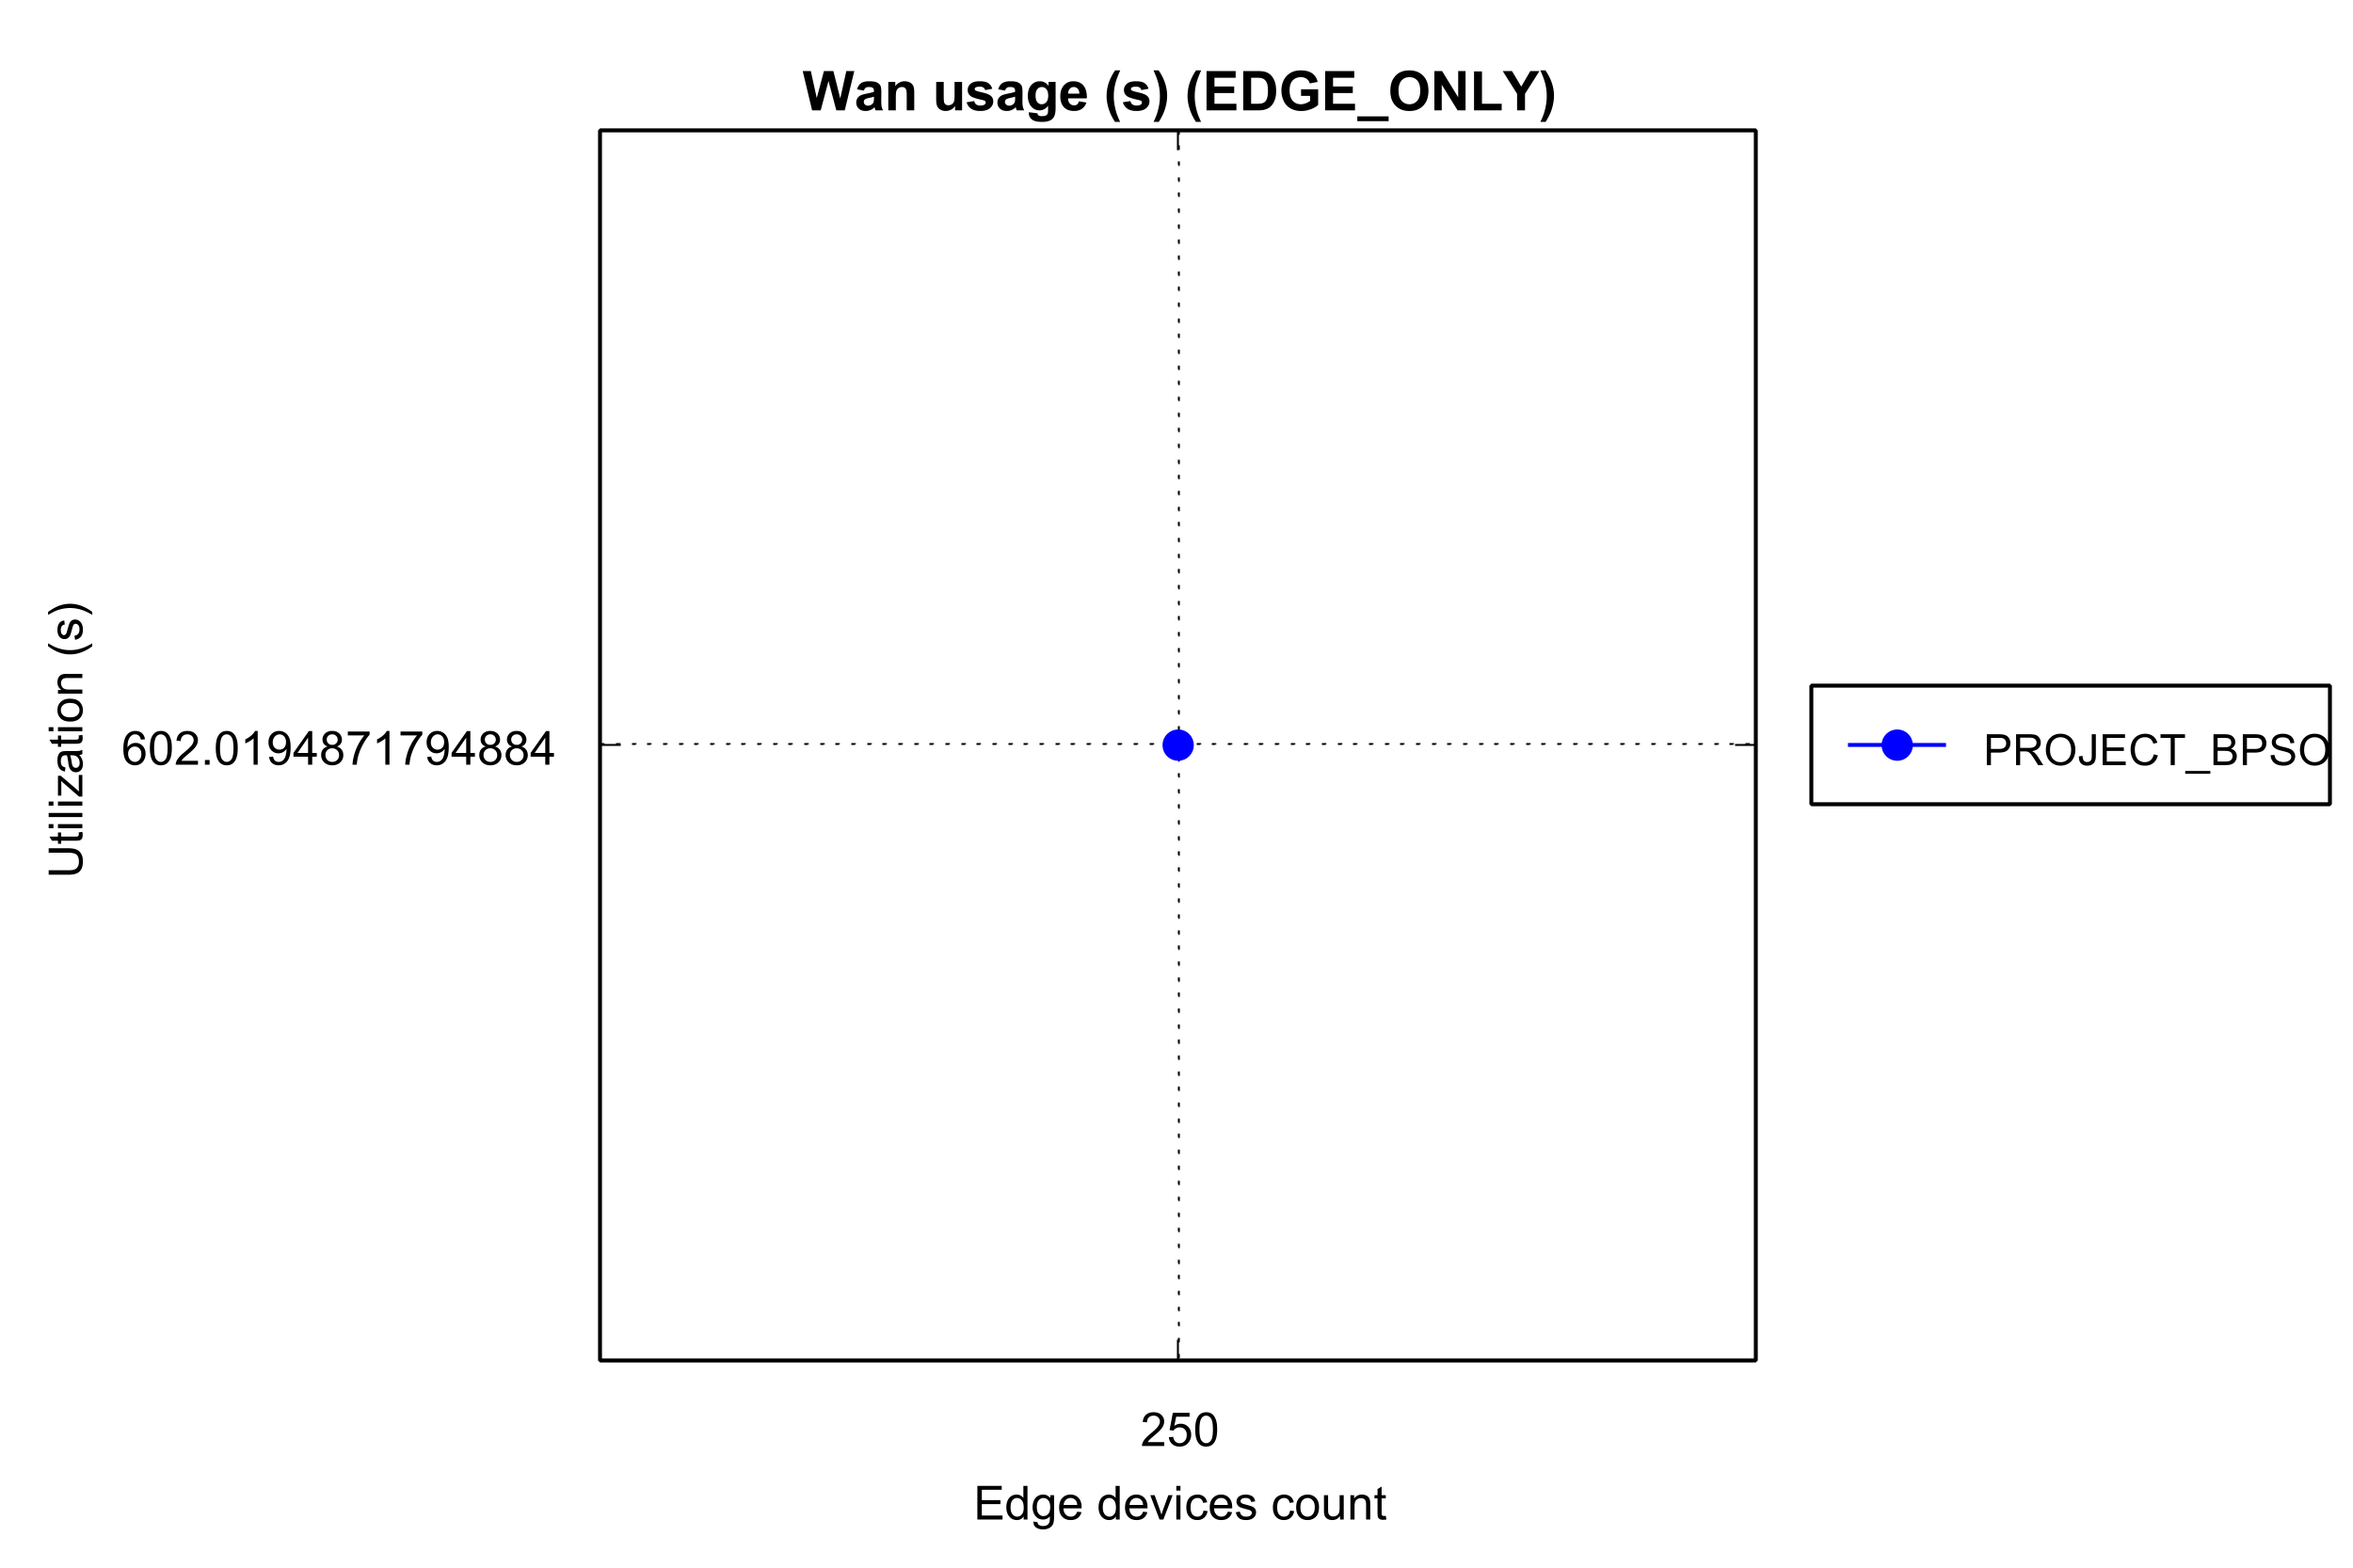 Wan usage (s) (EDGE_ONLY)
Utilization (s)
602.0194871794884
PROJECT_BPSO
250
Edge devices count